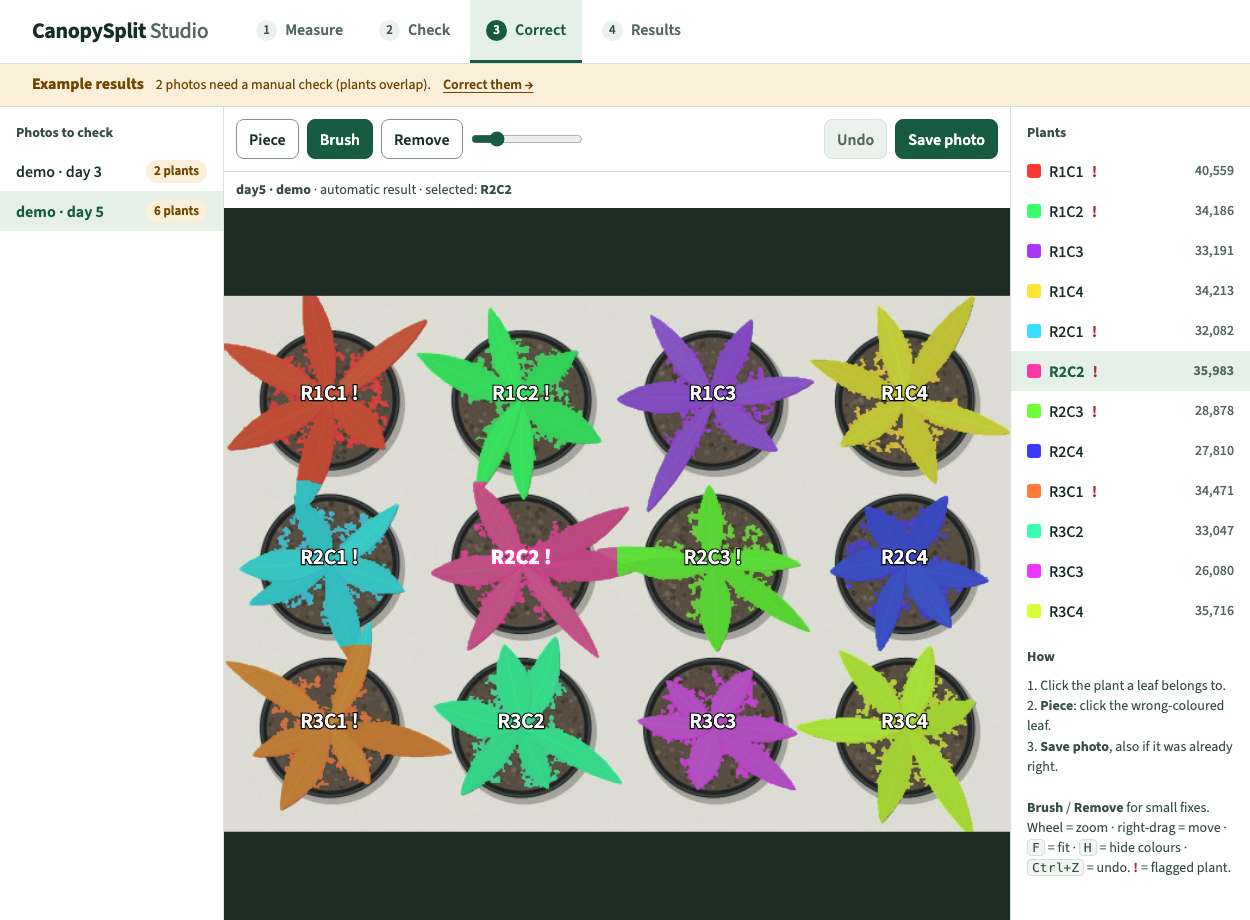 CanopySplit Studio
1 Measure
2 Check
3 Correct
4 Results
Example results 2 photos need a manual check (plants overlap). Correct them →
Photos to check
demo · day 3 2 plants
demo · day 5 6 plants
Piece Brush Remove Undo Save photo
day5 · demo · automatic result · selected: R2C2
R1C1 ! R1C2 ! R1C3 R1C4
R2C1 ! R2C2 ! R2C3 ! R2C4
R3C1 ! R3C2 R3C3 R3C4
Plants
R1C1 ! 40,559
R1C2 ! 34,186
R1C3 33,191
R1C4 34,213
R2C1 ! 32,082
R2C2 ! 35,983
R2C3 ! 28,878
R2C4 27,810
R3C1 ! 34,471
R3C2 33,047
R3C3 26,080
R3C4 35,716
How
1. Click the plant a leaf belongs to.
2. Piece: click the wrong-coloured
leaf.
3. Save photo, also if it was already
right.
Brush / Remove for small fixes.
Wheel = zoom · right-drag = move ·
F = fit · H = hide colours ·
Ctrl+Z = undo. ! = flagged plant.